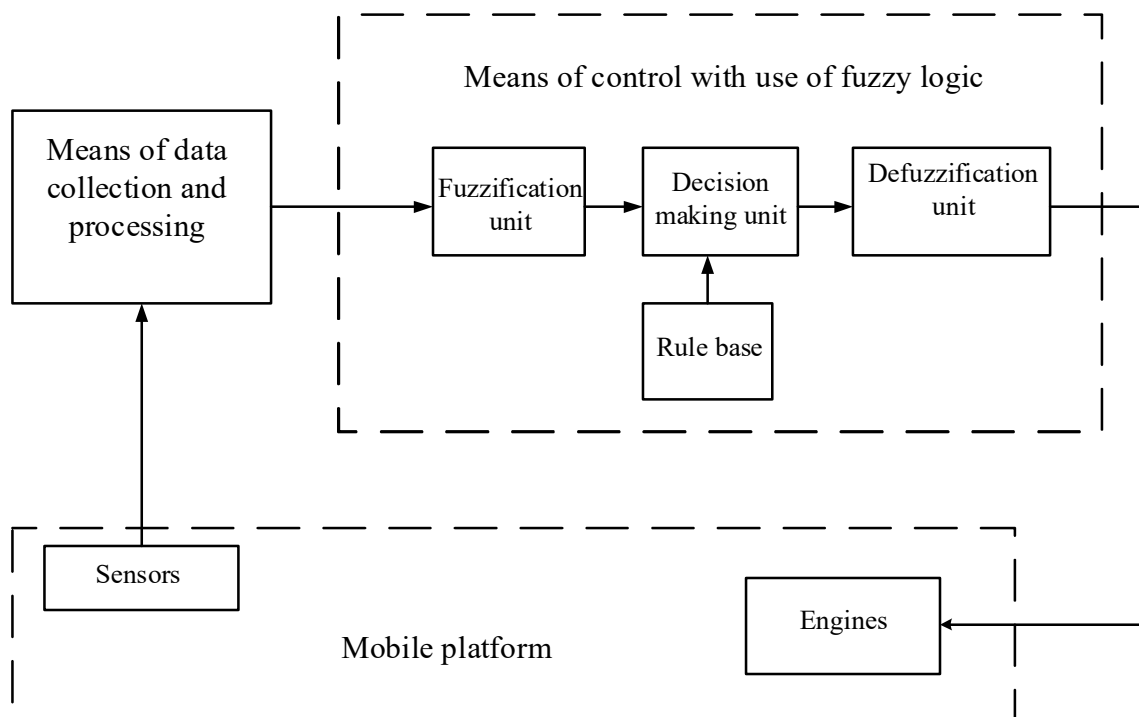 Means of control with use of fuzzy logic
Means of data
collection and
processing
Fuzzification
unit
Decision
making unit
Defuzzification
unit
Rule base
Sensors
Engines
Mobile platform